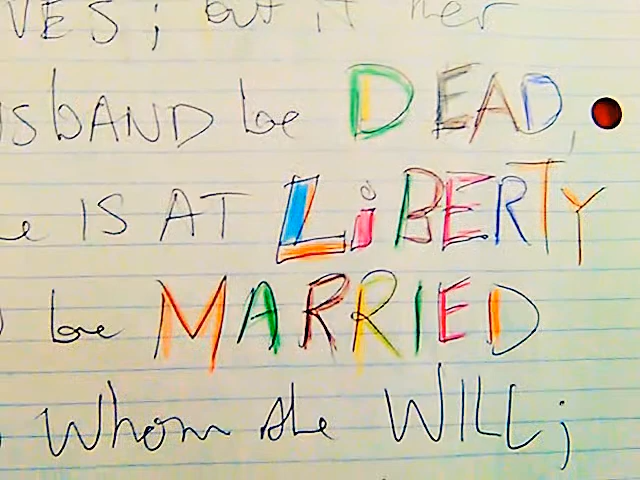 VES; but if her
SbAND be DEAD,
e IS AT LiBERTY
be MARRIED
Whom she WILL;